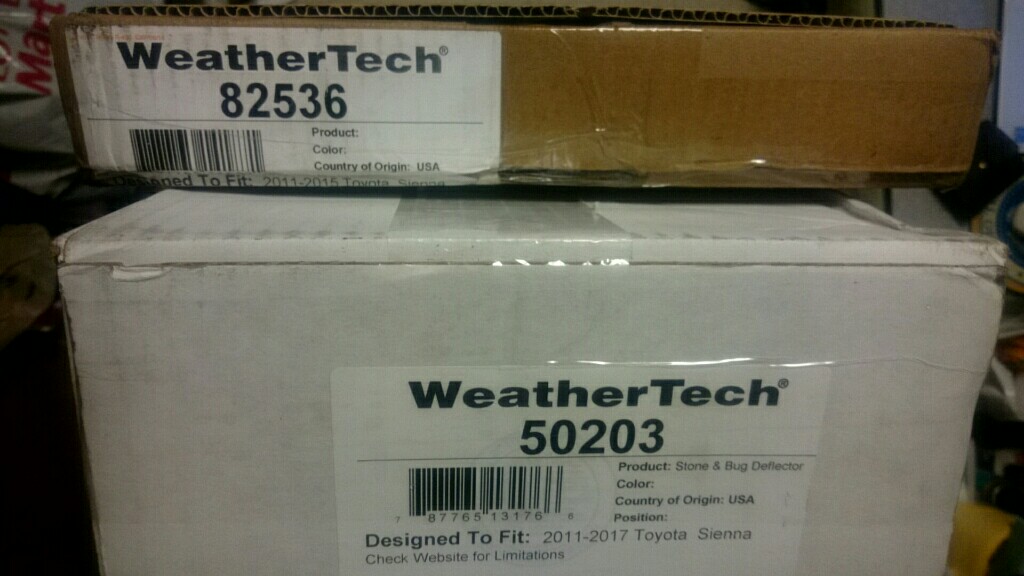 Mart
WeatherTech®
82536
Product:
Color:
Country of Origin: USA
Designed To Fit: 2011-2015 Toyota Sienna
WeatherTech®
50203
Product: Stone & Bug Deflector
Color:
Country of Origin: USA
Position:
7 87765 13176 6
Designed To Fit: 2011-2017 Toyota Sienna
Check Website for Limitations